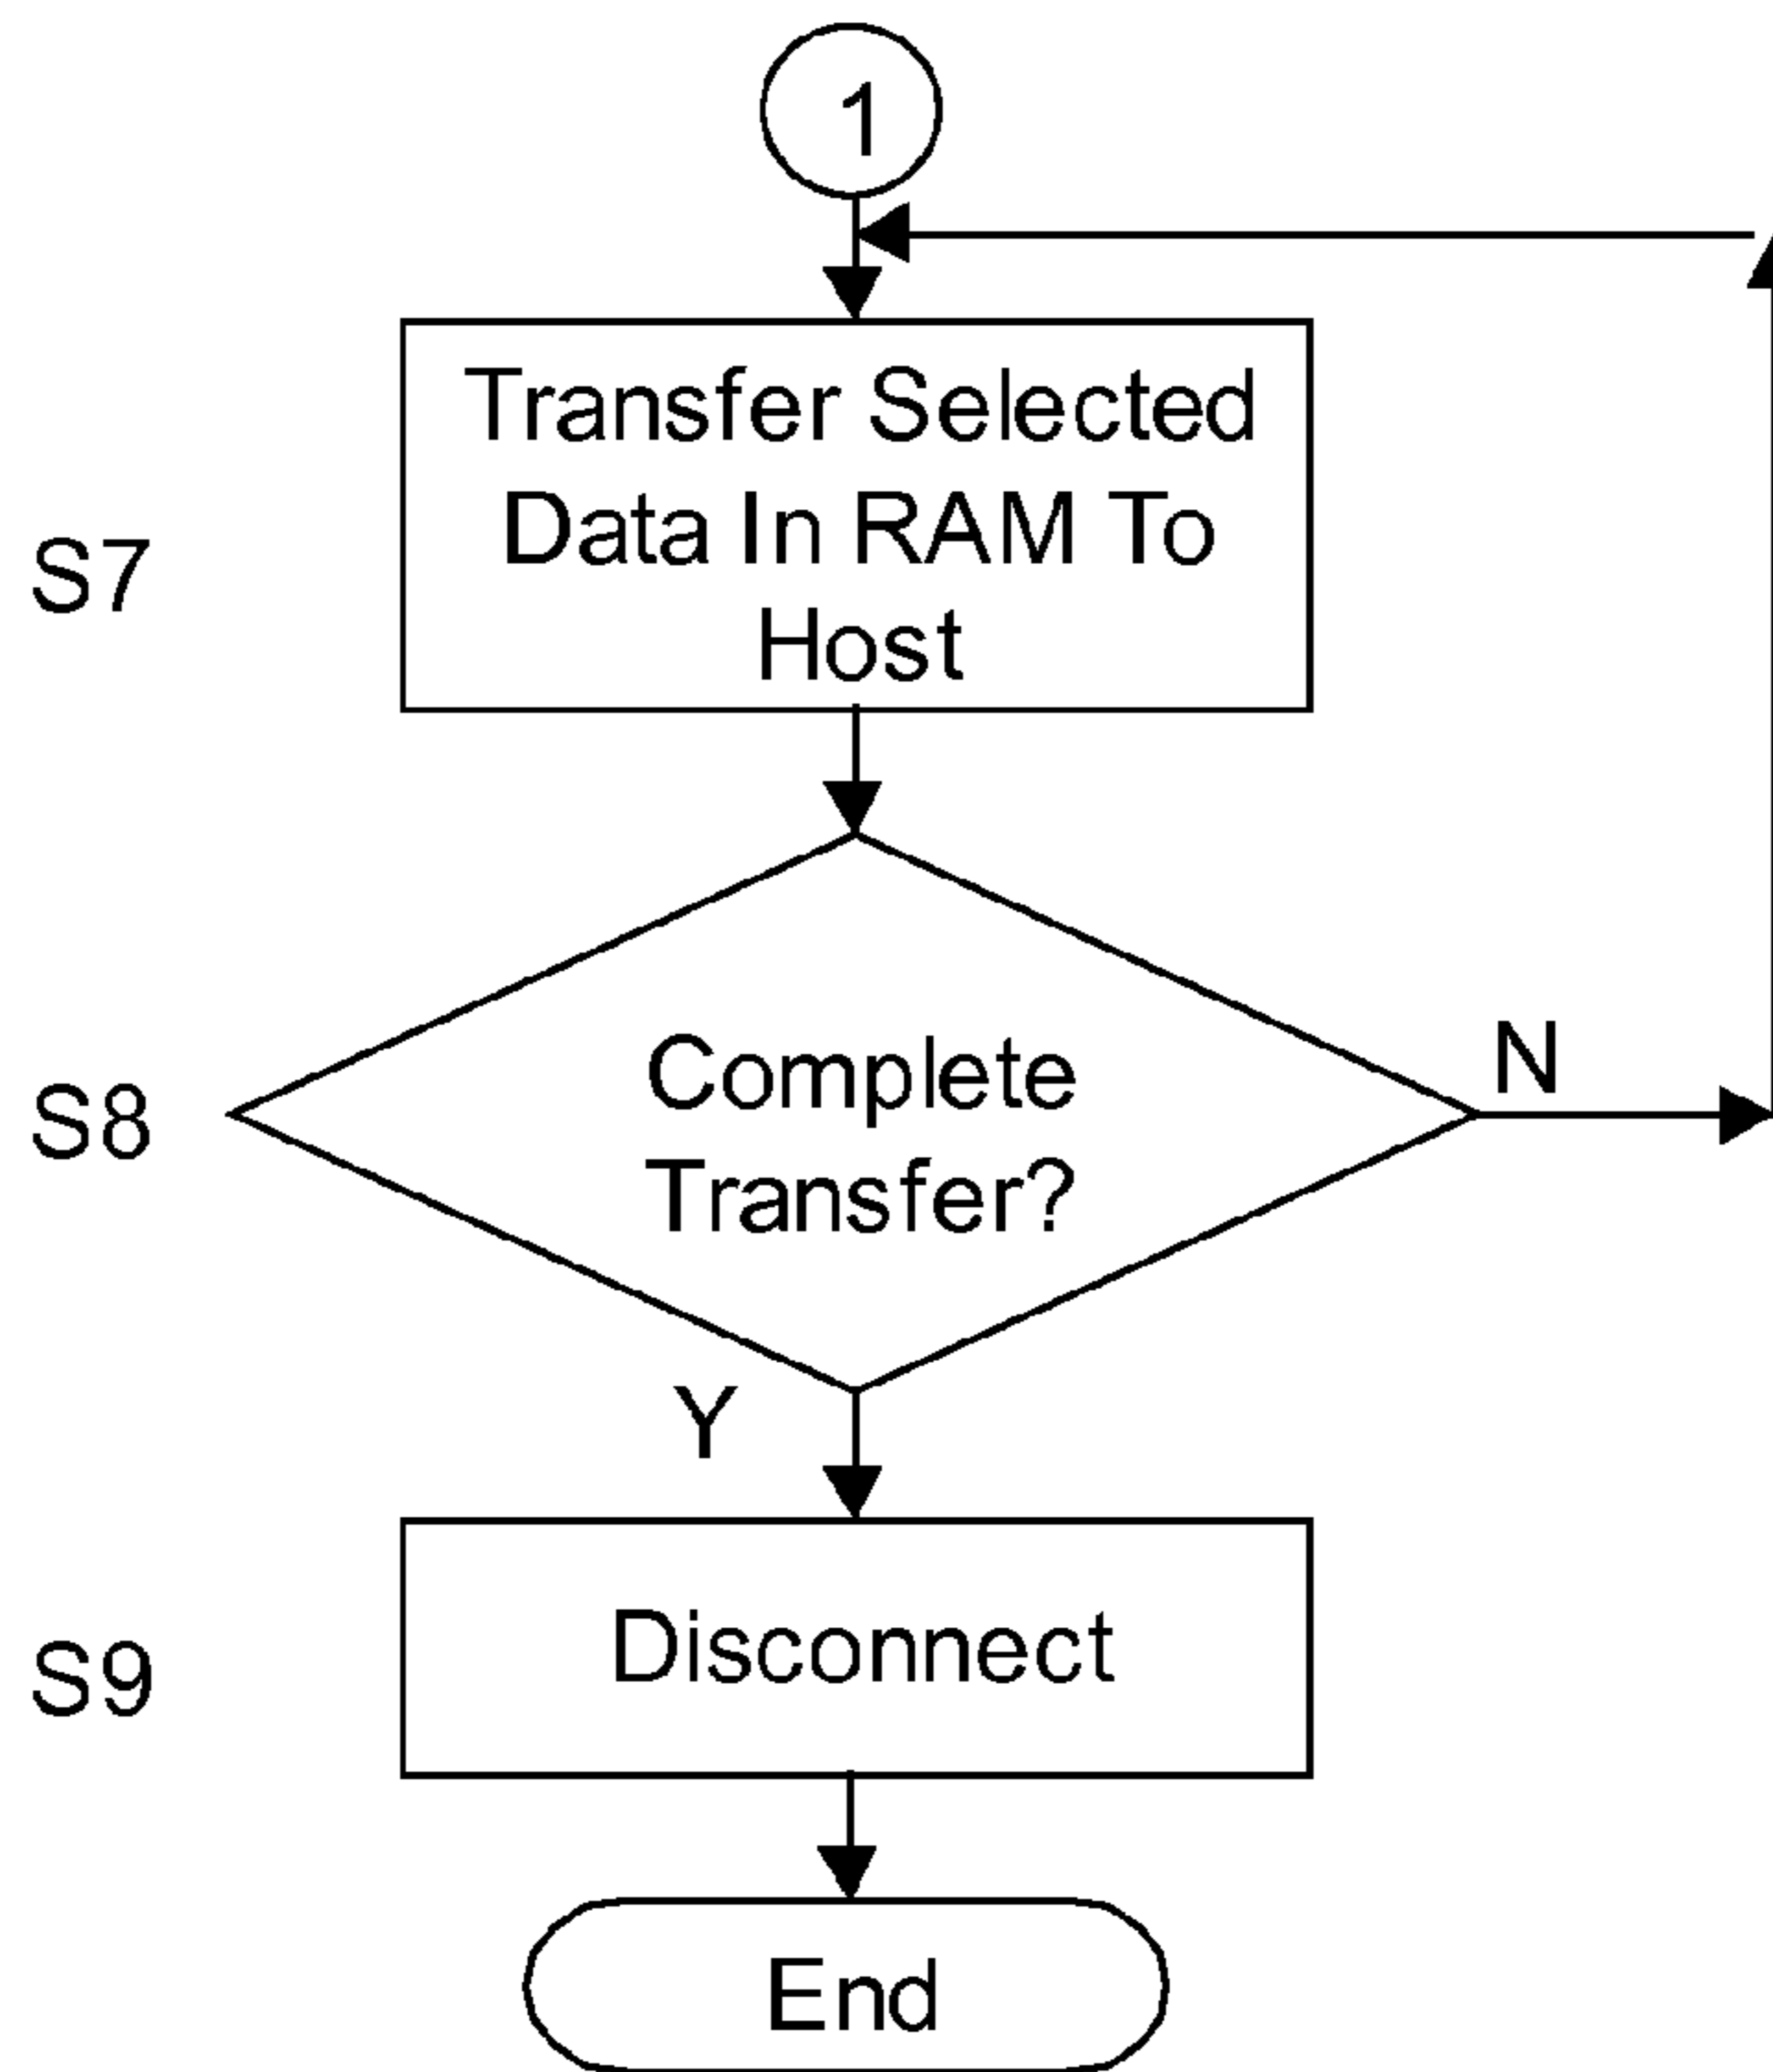 1
Transfer Selected
Data In RAM To
Host
S7
Complete
Transfer?
S8
N
Y
Disconnect
S9
End